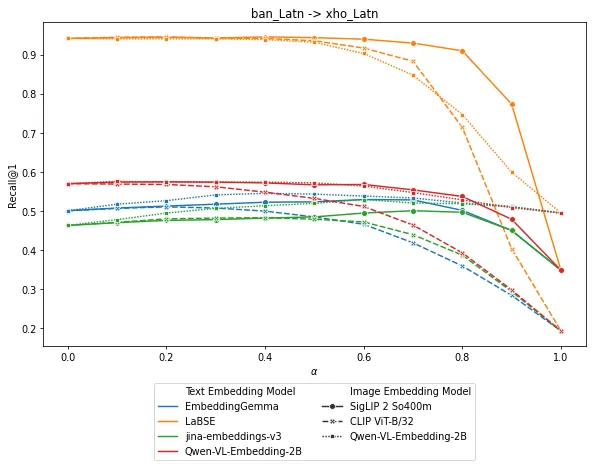 ban_Latn -> xho_Latn
Recall@1
0.9
0.8
0.7
0.6
0.5
0.4
0.3
0.2
0.0 0.2 0.4 0.6 0.8 1.0
α
Text Embedding Model Image Embedding Model
EmbeddingGemma SigLIP 2 So400m
LaBSE CLIP ViT-B/32
jina-embeddings-v3 Qwen-VL-Embedding-2B
Qwen-VL-Embedding-2B